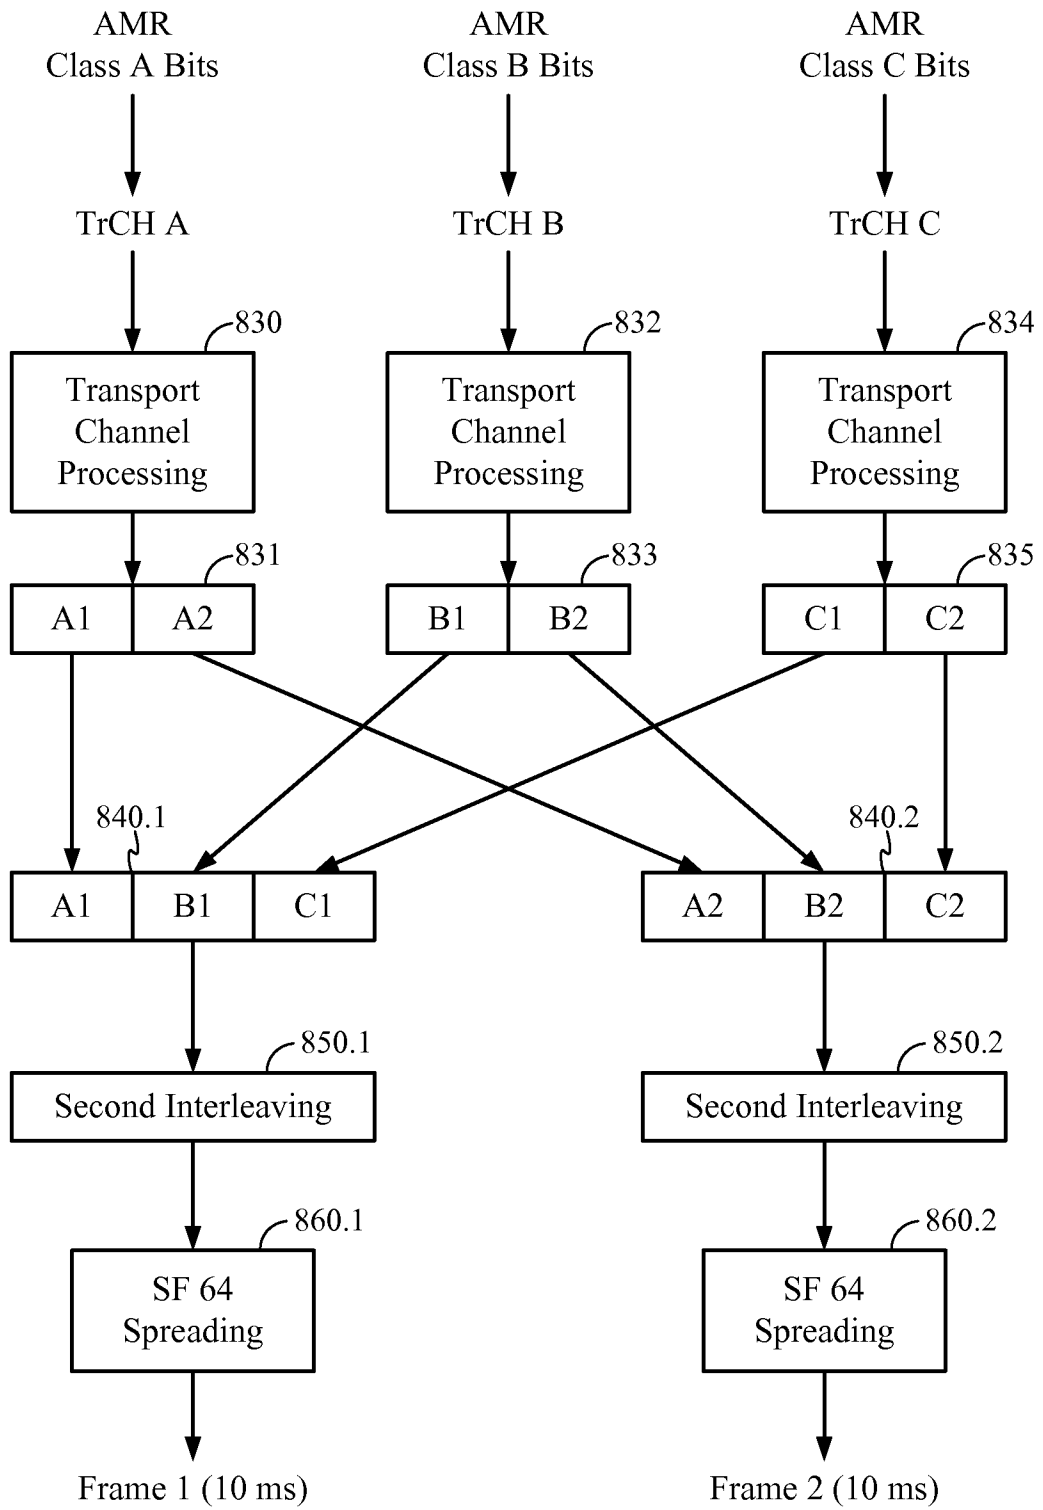 AMR
Class A Bits
AMR
Class B Bits
AMR
Class C Bits
TrCH A
TrCH B
TrCH C
830
832
834
Transport
Channel
Processing
Transport
Channel
Processing
Transport
Channel
Processing
831
833
835
A1 A2
B1 B2
C1 C2
840.1
840.2
A1 B1 C1
A2 B2 C2
850.1
850.2
Second Interleaving
Second Interleaving
860.1
860.2
SF 64
Spreading
SF 64
Spreading
Frame 1 (10 ms)
Frame 2 (10 ms)